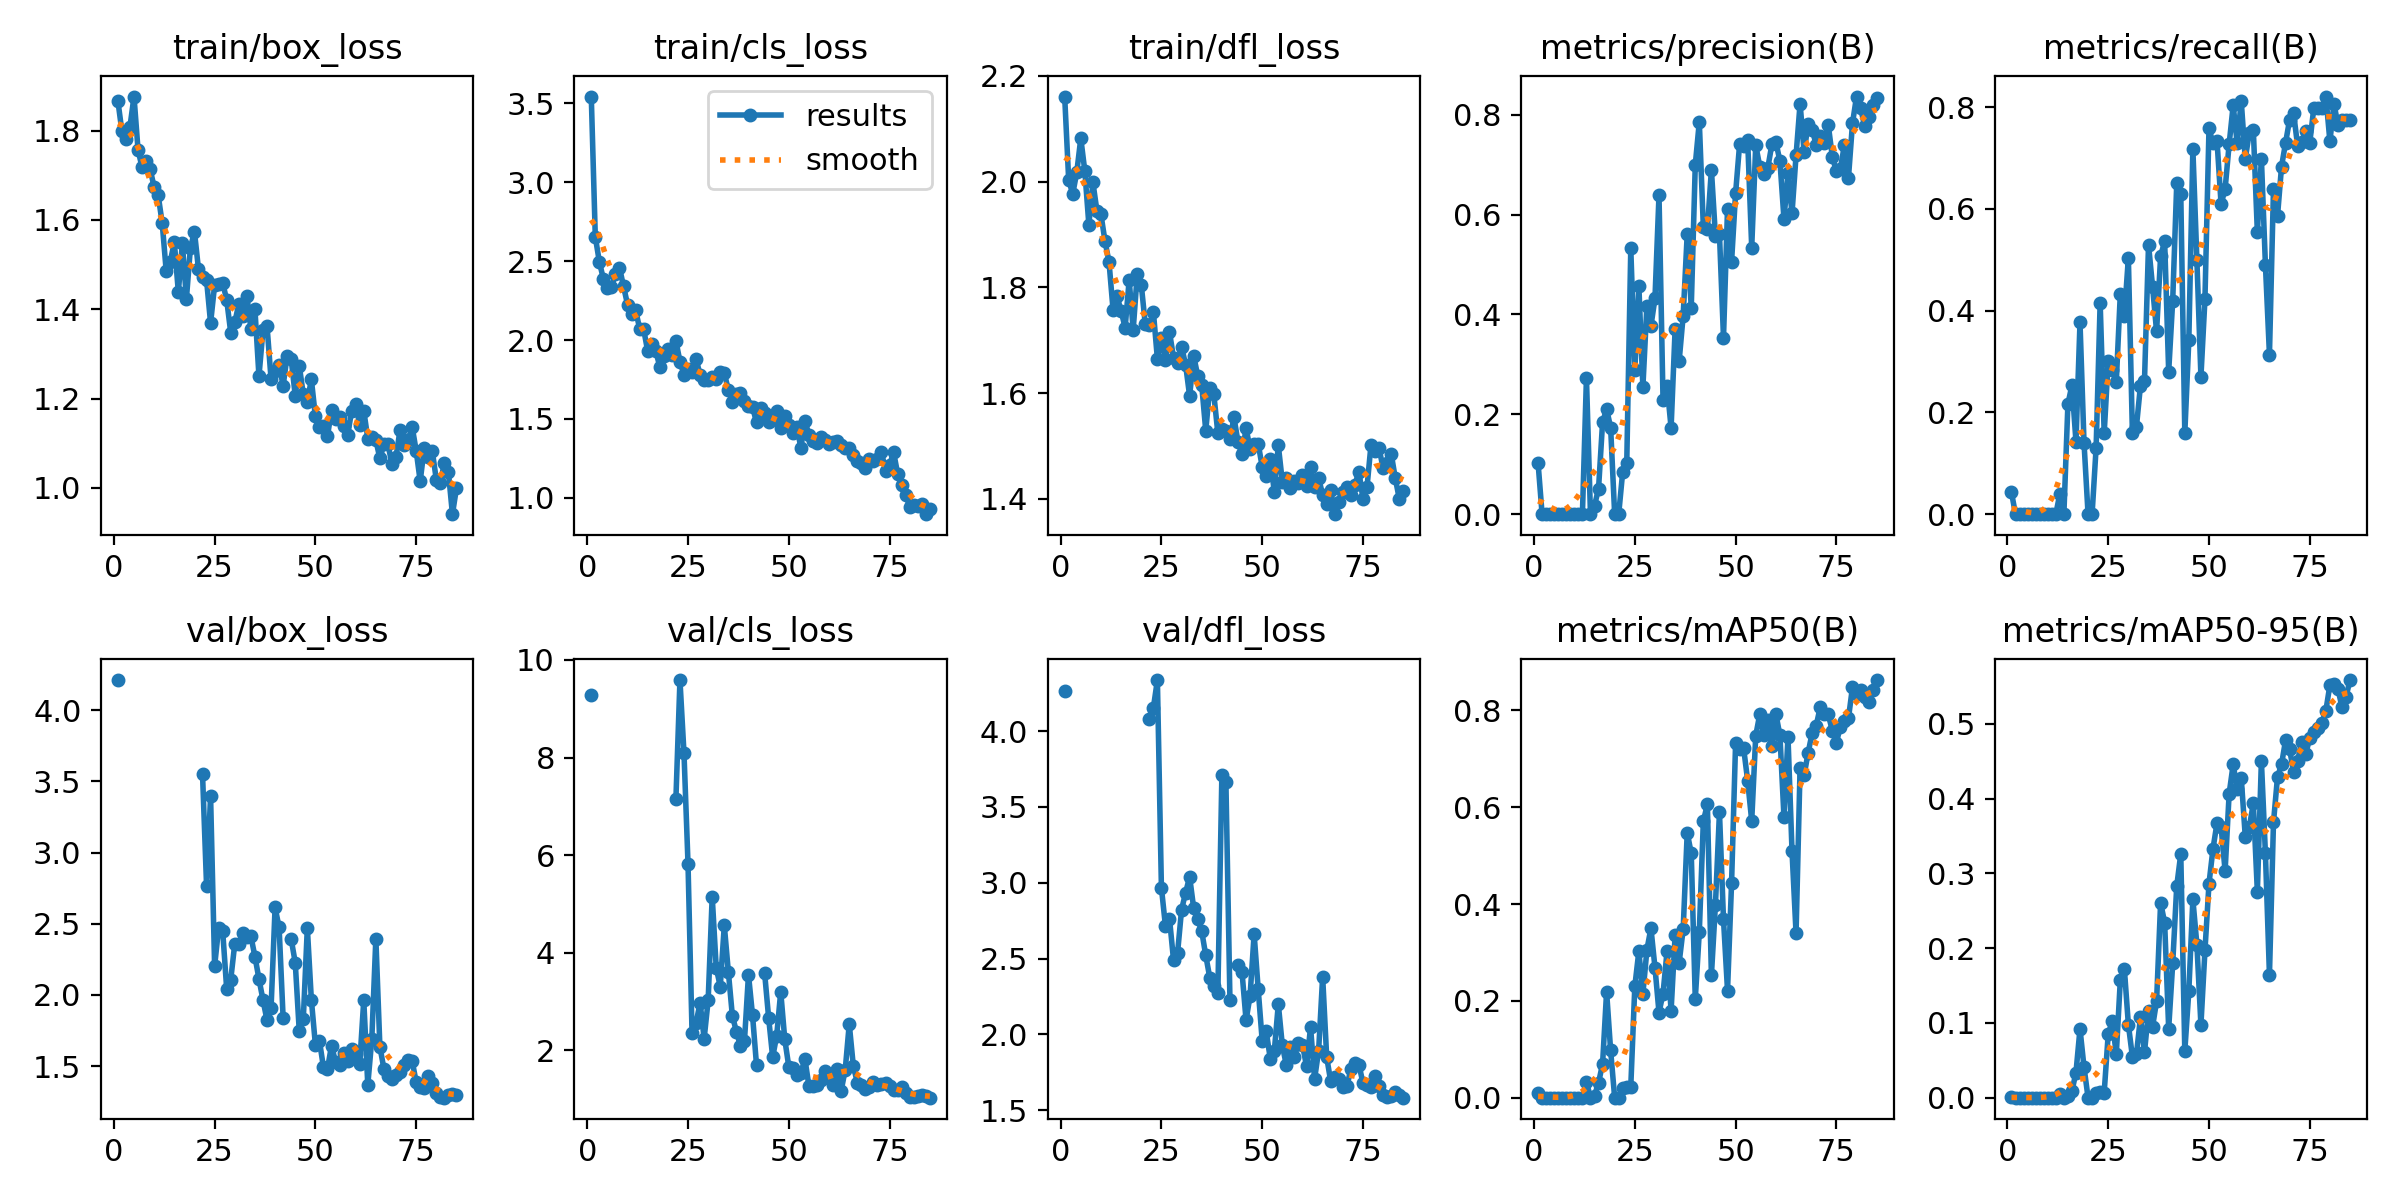 train/box_loss
1.8
1.6
1.4
1.2
1.0
0 25 50 75
train/cls_loss
results
smooth
3.5
3.0
2.5
2.0
1.5
1.0
0 25 50 75
train/dfl_loss
2.2
2.0
1.8
1.6
1.4
0 25 50 75
metrics/precision(B)
0.8
0.6
0.4
0.2
0.0
0 25 50 75
metrics/recall(B)
0.8
0.6
0.4
0.2
0.0
0 25 50 75
val/box_loss
4.0
3.5
3.0
2.5
2.0
1.5
0 25 50 75
val/cls_loss
10
8
6
4
2
0 25 50 75
val/dfl_loss
4.0
3.5
3.0
2.5
2.0
1.5
0 25 50 75
metrics/mAP50(B)
0.8
0.6
0.4
0.2
0.0
0 25 50 75
metrics/mAP50-95(B)
0.5
0.4
0.3
0.2
0.1
0.0
0 25 50 75